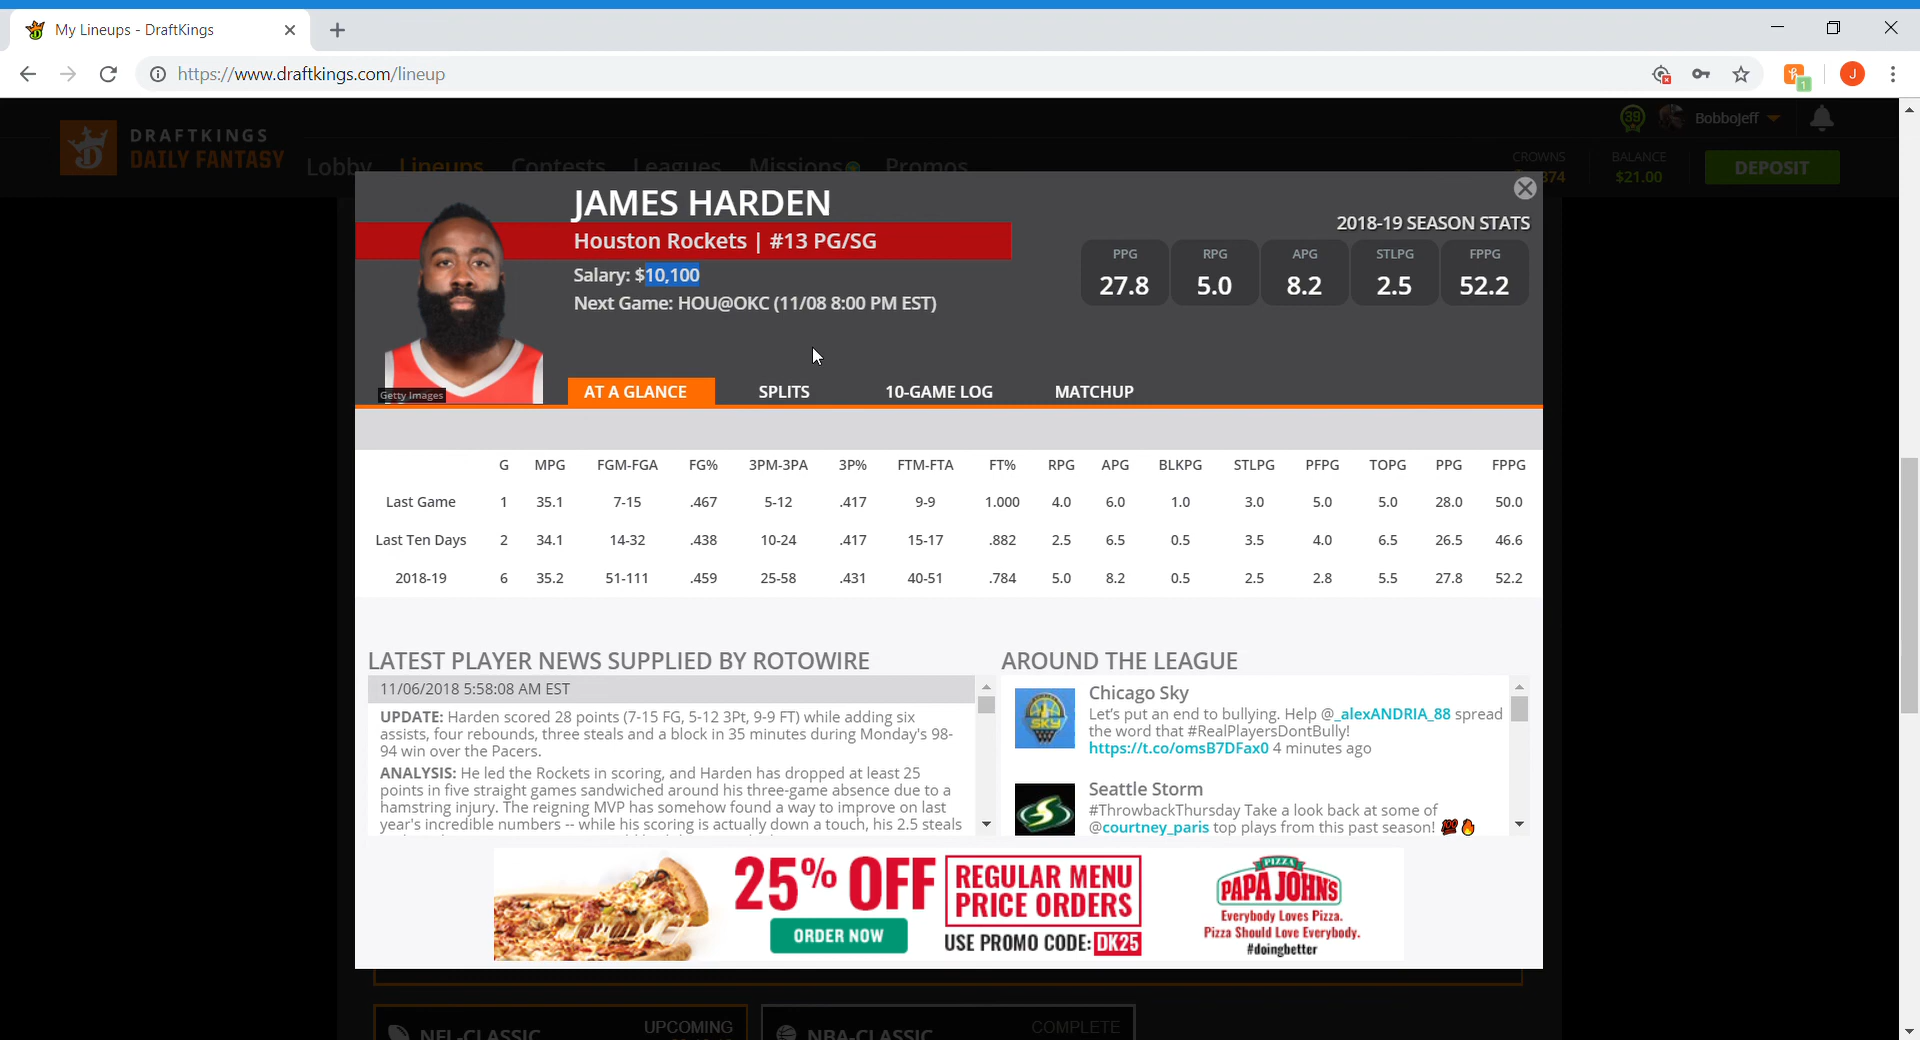 My Lineups - DraftKings
https://www.draftkings.com/lineup
1
J
DRAFTKINGS
DAILY FANTASY
Lobby Lineups Contests Leagues Missions Promos
39 BobboJeff
CROWNS
874
BALANCE
$21.00
DEPOSIT
JAMES HARDEN
Houston Rockets | #13 PG/SG
Salary: $10,100
Next Game: HOU@OKC (11/08 8:00 PM EST)
Getty Images
2018-19 SEASON STATS
PPG RPG APG STLPG FPPG
27.8 5.0 8.2 2.5 52.2
AT A GLANCE SPLITS 10-GAME LOG MATCHUP
G MPG FGM-FGA FG% 3PM-3PA 3P% FTM-FTA FT% RPG APG BLKPG STLPG PFPG TOPG PPG FPPG
Last Game 1 35.1 7-15 .467 5-12 .417 9-9 1.000 4.0 6.0 1.0 3.0 5.0 5.0 28.0 50.0
Last Ten Days 2 34.1 14-32 .438 10-24 .417 15-17 .882 2.5 6.5 0.5 3.5 4.0 6.5 26.5 46.6
2018-19 6 35.2 51-111 .459 25-58 .431 40-51 .784 5.0 8.2 0.5 2.5 2.8 5.5 27.8 52.2
LATEST PLAYER NEWS SUPPLIED BY ROTOWIRE
11/06/2018 5:58:08 AM EST
UPDATE: Harden scored 28 points (7-15 FG, 5-12 3Pt, 9-9 FT) while adding six
assists, four rebounds, three steals and a block in 35 minutes during Monday's 98-
94 win over the Pacers.
ANALYSIS: He led the Rockets in scoring, and Harden has dropped at least 25
points in five straight games sandwiched around his three-game absence due to a
hamstring injury. The reigning MVP has somehow found a way to improve on last
year's incredible numbers -- while his scoring is actually down a touch, his 2.5 steals
AROUND THE LEAGUE
SKY
Chicago Sky
Let's put an end to bullying. Help @_alexANDRIA_88 spread
the word that #RealPlayersDontBully!
https://t.co/omsB7DFax0 4 minutes ago
Seattle Storm
#ThrowbackThursday Take a look back at some of
@courtney_paris top plays from this past season! 💯🔥
25% OFF
ORDER NOW
REGULAR MENU
PRICE ORDERS
USE PROMO CODE: DK25
PIZZA
PAPA JOHNS
Everybody Loves Pizza.
Pizza Should Love Everybody.
#doingbetter
NFL-CLASSIC UPCOMING
NBA-CLASSIC COMPLETE